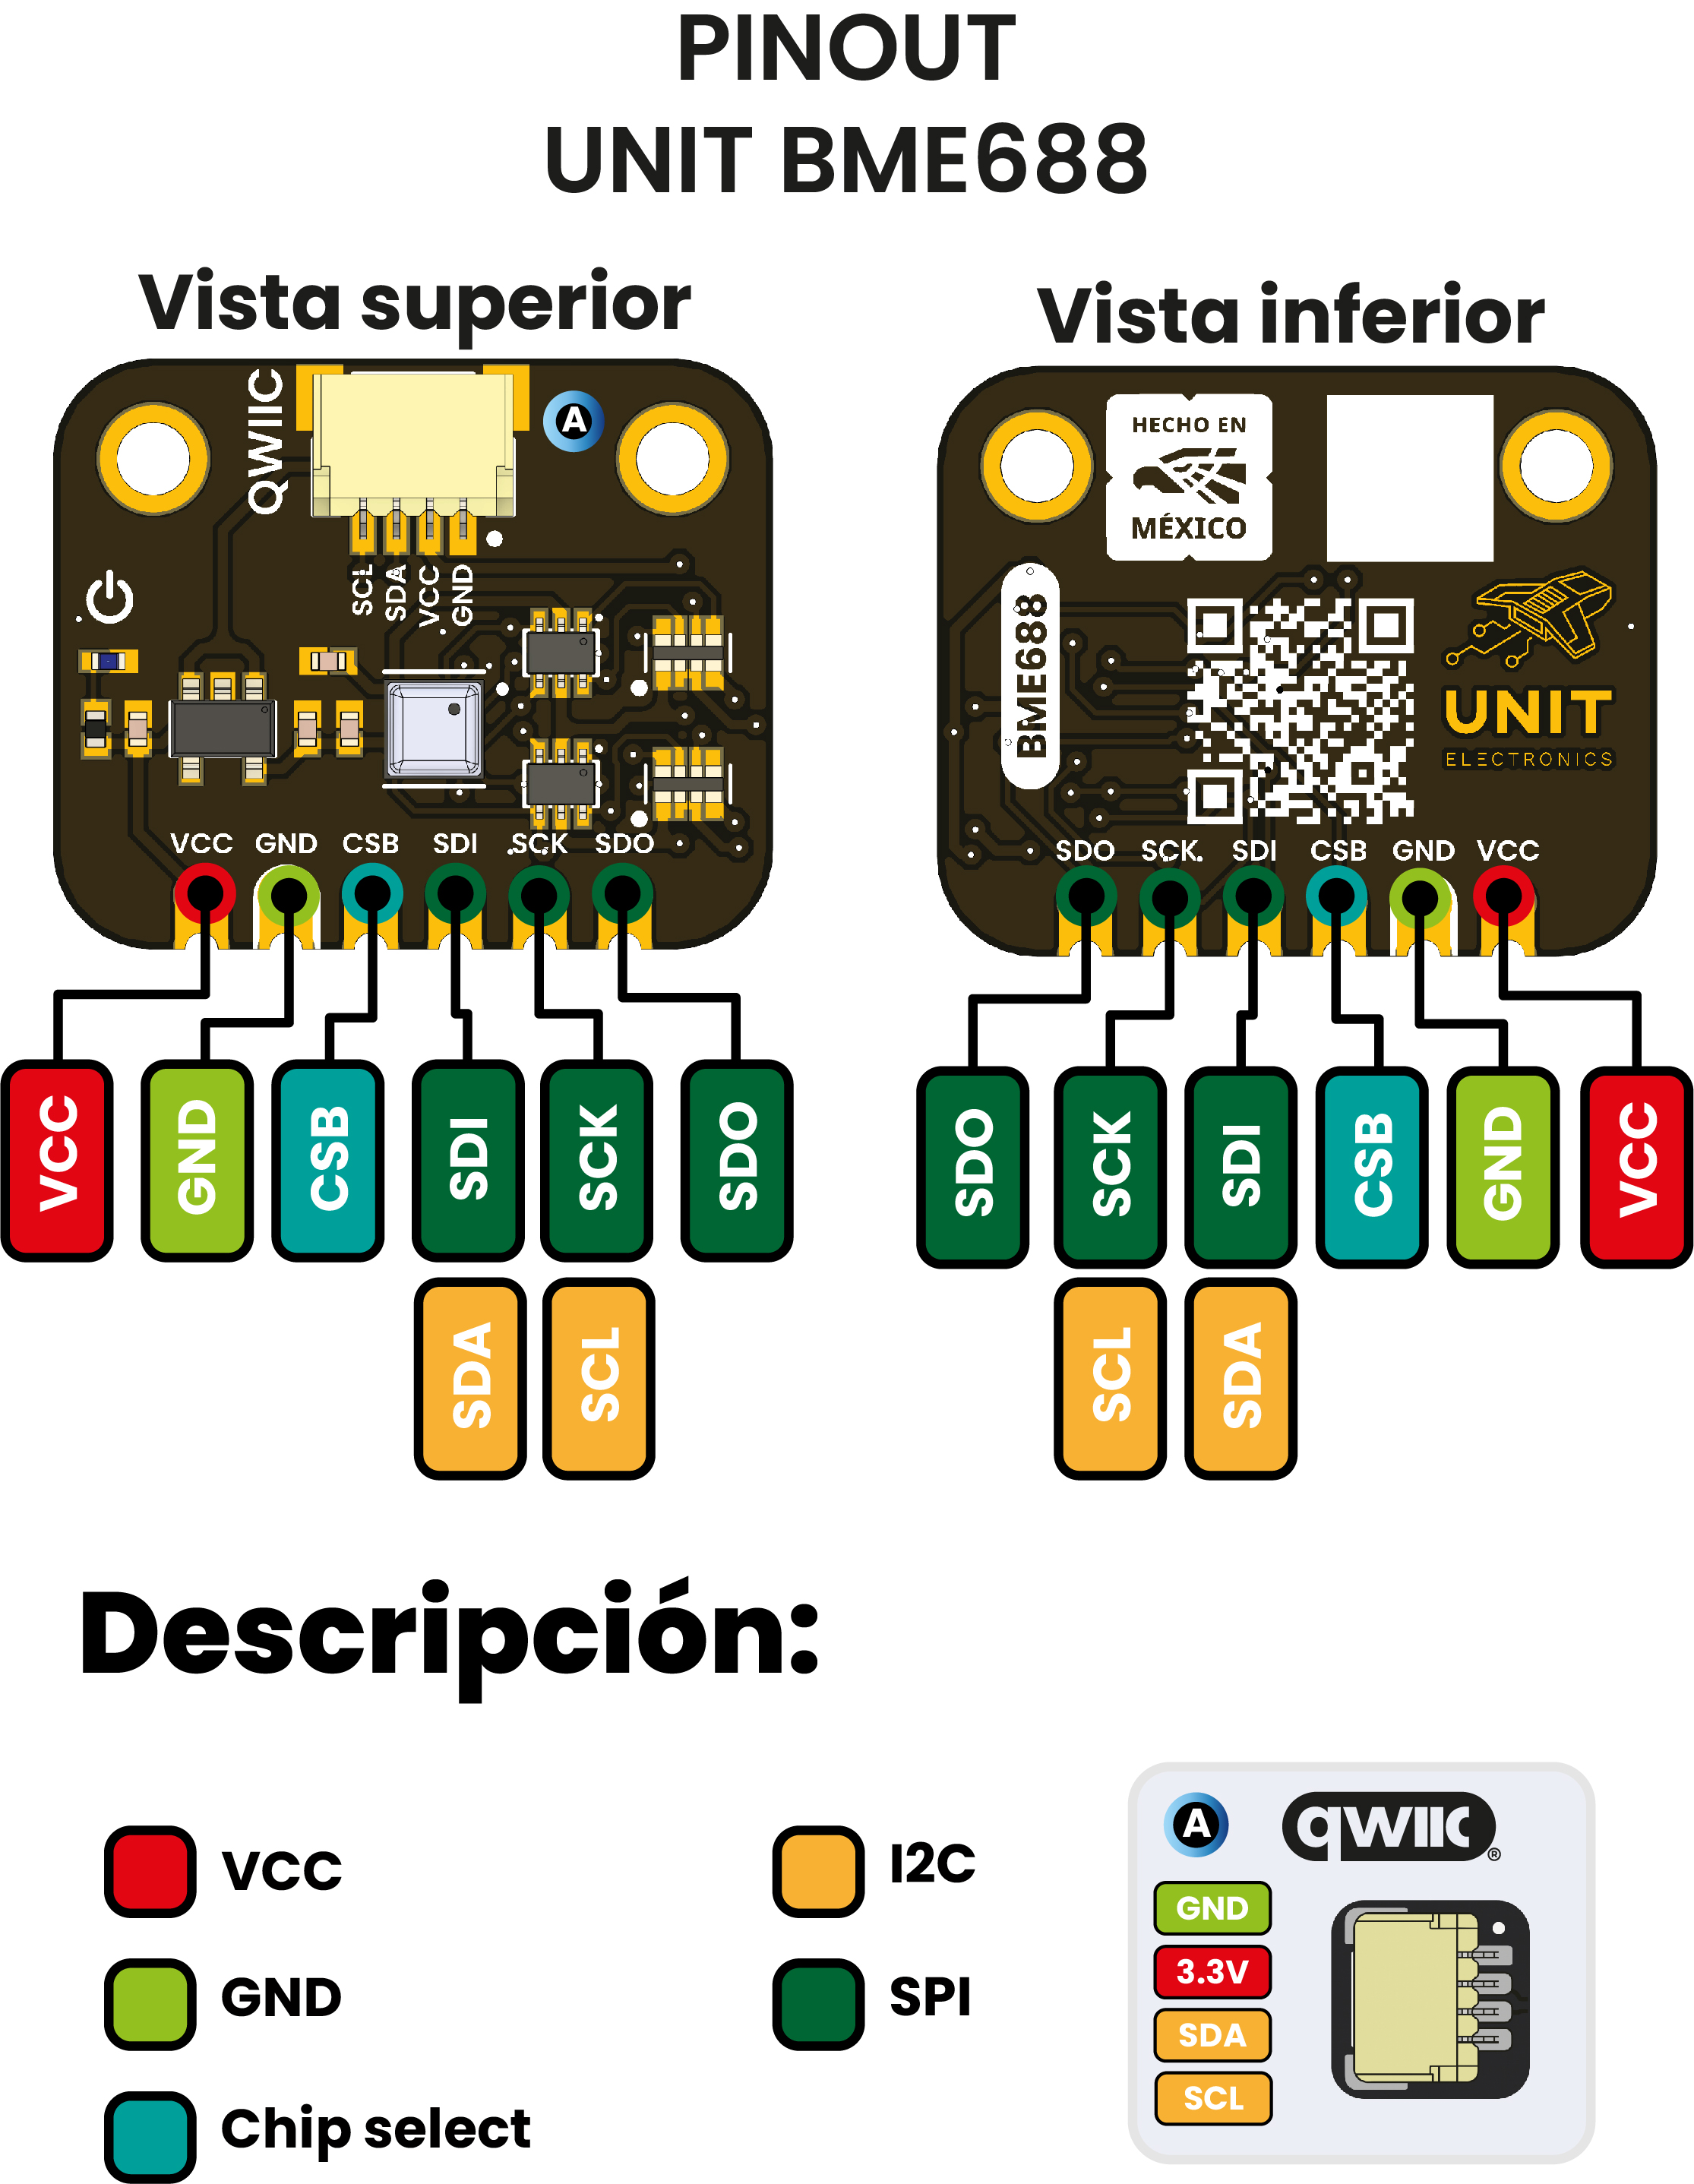 PINOUT
UNIT BME688
Vista superior
QWIIC
A
SCL
SDA
VCC
GND
VCC GND CSB SDI SCK SDO
VCC
GND
CSB
SDI
SCK
SDO
SDA
SCL
Vista inferior
HECHO EN
MÉXICO
BME688
UNIT
ELECTRONICS
SDO SCK SDI CSB GND VCC
SDO
SCK
SDI
CSB
GND
VCC
SCL
SDA
Descripción:
VCC
GND
Chip select
I2C
SPI
A
qwiic®
GND
3.3V
SDA
SCL